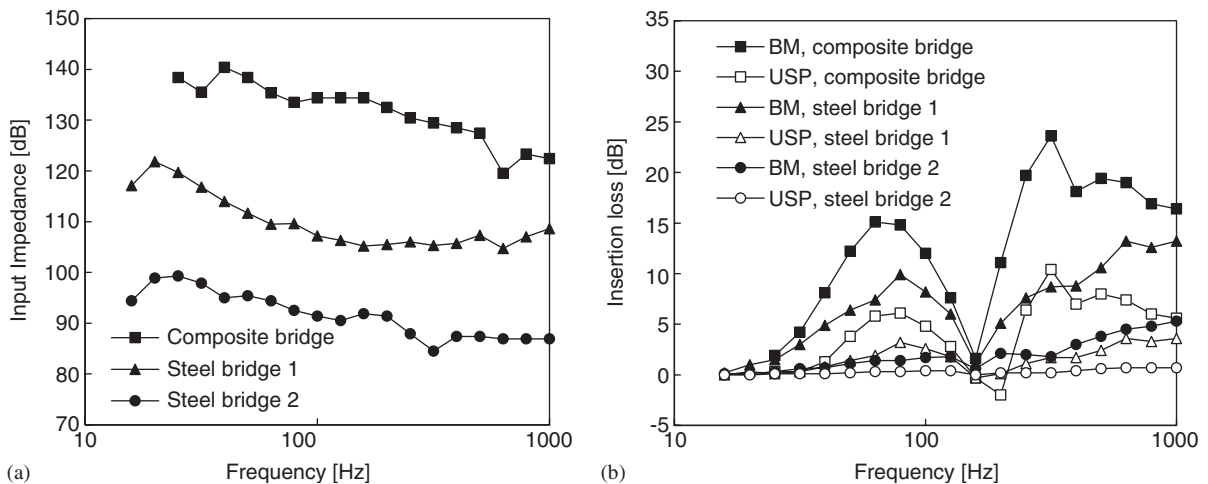 150
140
130
120
110
100
90
80
70
Input Impedance [dB]
Composite bridge
Steel bridge 1
Steel bridge 2
10
100
1000
Frequency [Hz]
(a)
35
30
25
20
15
10
5
0
-5
Insertion loss [dB]
BM, composite bridge
USP, composite bridge
BM, steel bridge 1
USP, steel bridge 1
BM, steel bridge 2
USP, steel bridge 2
10
100
1000
Frequency [Hz]
(b)